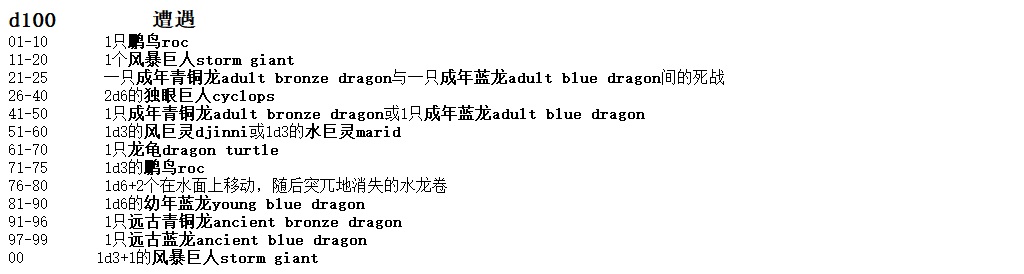 d100 遭遇
01-10 1只鹏鸟roc
11-20 1个风暴巨人storm giant
21-25 一只成年青铜龙adult bronze dragon与一只成年蓝龙adult blue dragon间的死战
26-40 2d6的独眼巨人cyclops
41-50 1只成年青铜龙adult bronze dragon或1只成年蓝龙adult blue dragon
51-60 1d3的风巨灵djinni或1d3的水巨灵marid
61-70 1只龙龟dragon turtle
71-75 1d3的鹏鸟roc
76-80 1d6+2个在水面上移动，随后突兀地消失的水龙卷
81-90 1d6的幼年蓝龙young blue dragon
91-96 1只远古青铜龙ancient bronze dragon
97-99 1只远古蓝龙ancient blue dragon
00 1d3+1的风暴巨人storm giant